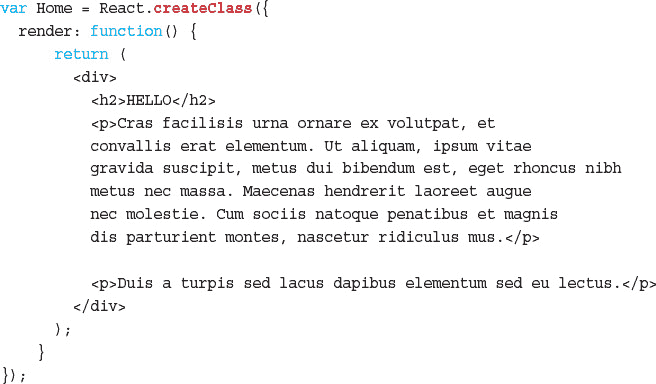 var Home = React.createClass({
  render: function() {
      return (
        <div>
          <h2>HELLO</h2>
          <p>Cras facilisis urna ornare ex volutpat, et
          convallis erat elementum. Ut aliquam, ipsum vitae
          gravida suscipit, metus dui bibendum est, eget rhoncus nibh
          metus nec massa. Maecenas hendrerit laoreet augue
          nec molestie. Cum sociis natoque penatibus et magnis
          dis parturient montes, nascetur ridiculus mus.</p>

          <p>Duis a turpis sed lacus dapibus elementum sed eu lectus.</p>
        </div>
      );
    }
});